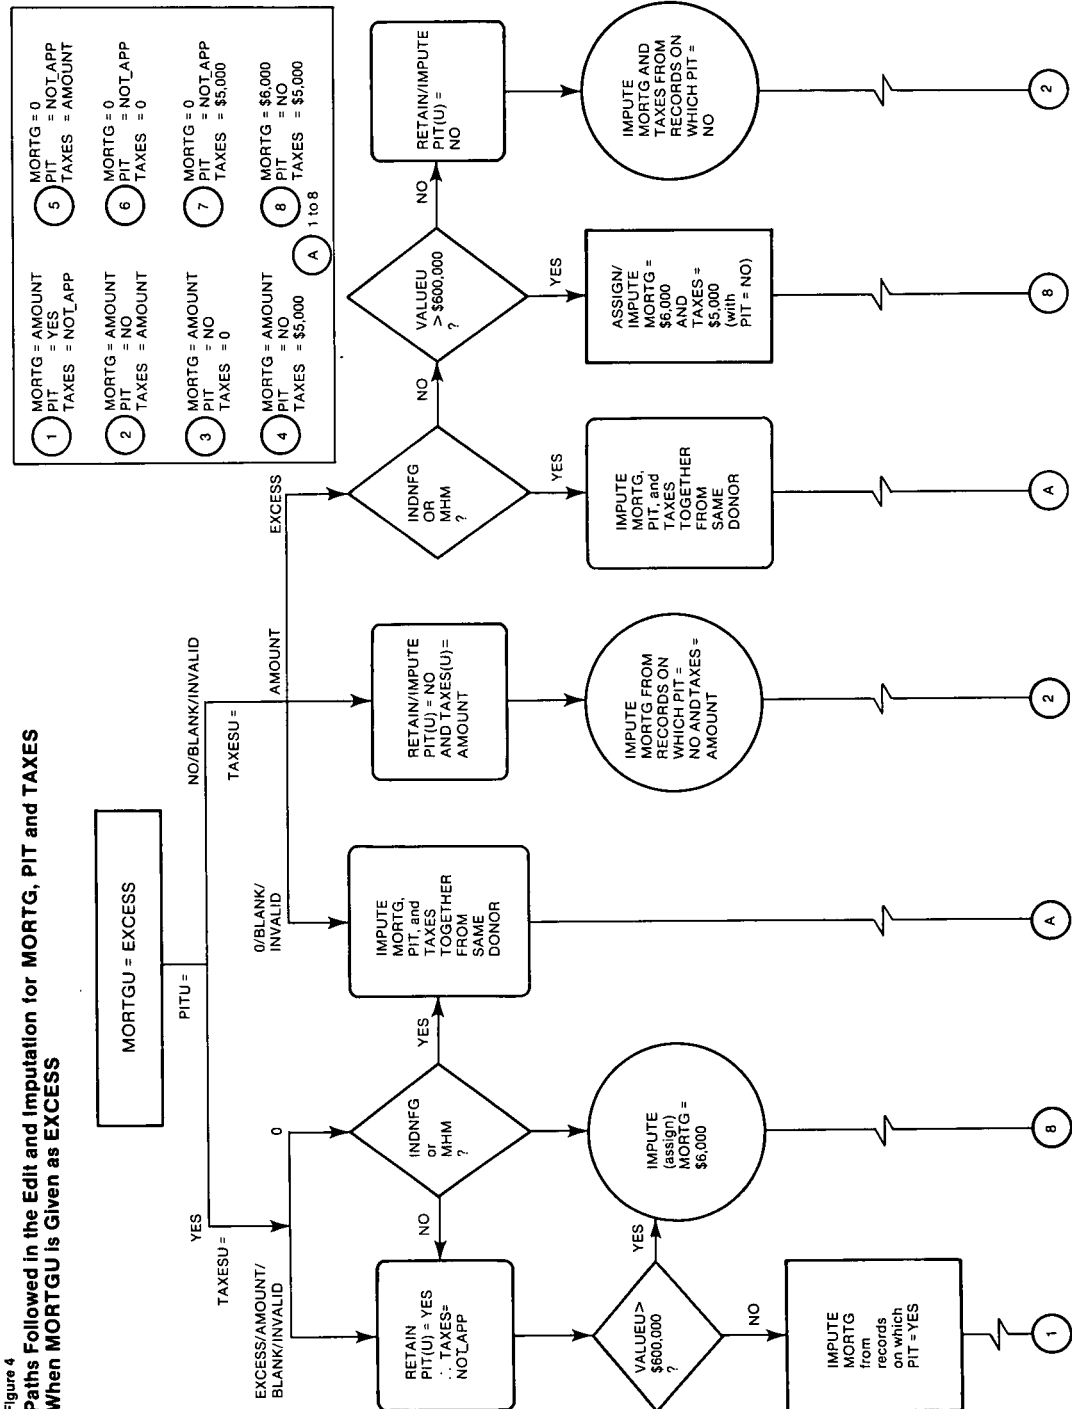 Figure 4
Paths Followed in the Edit and Imputation for MORTG, PIT and TAXES
When MORTGU is Given as EXCESS
1
MORTG = AMOUNT
PIT = YES
TAXES = NOT_APP
2
MORTG = AMOUNT
PIT = NO
TAXES = AMOUNT
3
MORTG = AMOUNT
PIT = NO
TAXES = 0
4
MORTG = AMOUNT
PIT = NO
TAXES = $5,000
5
MORTG = 0
PIT = NOT_APP
TAXES = AMOUNT
6
MORTG = 0
PIT = NOT_APP
TAXES = 0
7
MORTG = 0
PIT = NOT_APP
TAXES = $5,000
8
MORTG = $6,000
PIT = NO
TAXES = $5,000
A
1 to 8
MORTGU = EXCESS
PITU =
YES
NO/BLANK/INVALID
TAXESU =
TAXESU =
EXCESS/AMOUNT/
BLANK/INVALID
0
0/BLANK/
INVALID
AMOUNT
EXCESS
RETAIN
PIT(U) = YES
∴ TAXES=
NOT_APP
NO
INDNFG
or
MHM
?
YES
IMPUTE
MORTG,
PIT, and
TAXES
TOGETHER
FROM
SAME
DONOR
RETAIN/IMPUTE
PIT(U) = NO
AND TAXES(U)=
AMOUNT
INDNFG
OR
MHM
?
NO
YES
VALUEU
> $600,000
?
NO
YES
RETAIN/IMPUTE
PIT(U) =
NO
VALUEU>
$600,000
?
YES
NO
IMPUTE
(assign)
MORTG =
$6,000
IMPUTE
MORTG FROM
RECORDS ON
WHICH PIT =
NO AND TAXES =
AMOUNT
IMPUTE
MORTG,
PIT, and
TAXES
TOGETHER
FROM
SAME
DONOR
ASSIGN/
IMPUTE
MORTG =
$6,000
AND
TAXES =
$5,000
(with
PIT = NO)
IMPUTE
MORTG AND
TAXES FROM
RECORDS ON
WHICH PIT =
NO
IMPUTE
MORTG
from
records
on which
PIT = YES
1
8
A
2
A
8
2